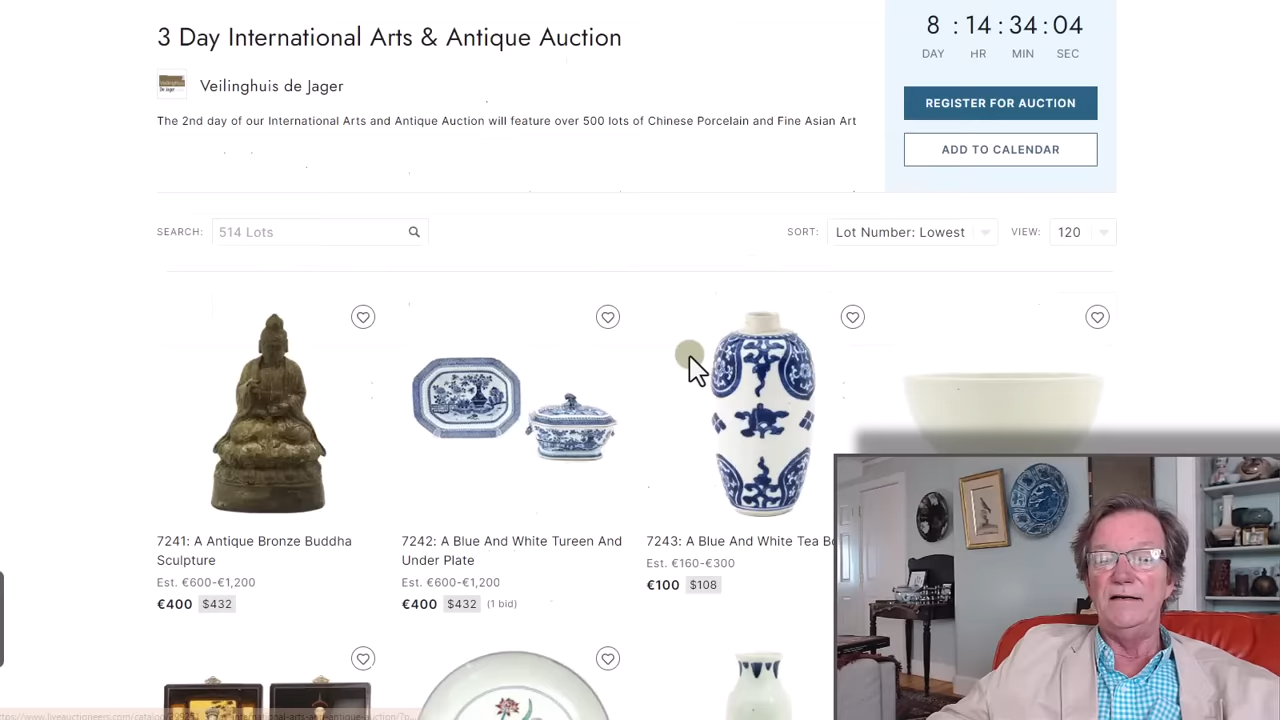 3 Day International Arts & Antique Auction
Veilinghuis de Jager
The 2nd day of our International Arts and Antique Auction will feature over 500 lots of Chinese Porcelain and Fine Asian Art
8 : 14 : 34 : 04
DAY HR MIN SEC
REGISTER FOR AUCTION
ADD TO CALENDAR
SEARCH: 514 Lots
SORT: Lot Number: Lowest VIEW: 120
7241: A Antique Bronze Buddha
Sculpture
Est. €600-€1,200
€400 $432
7242: A Blue And White Tureen And
Under Plate
Est. €600-€1,200
€400 $432 (1 bid)
7243: A Blue And White Tea
Est. €160-€300
€100 $108